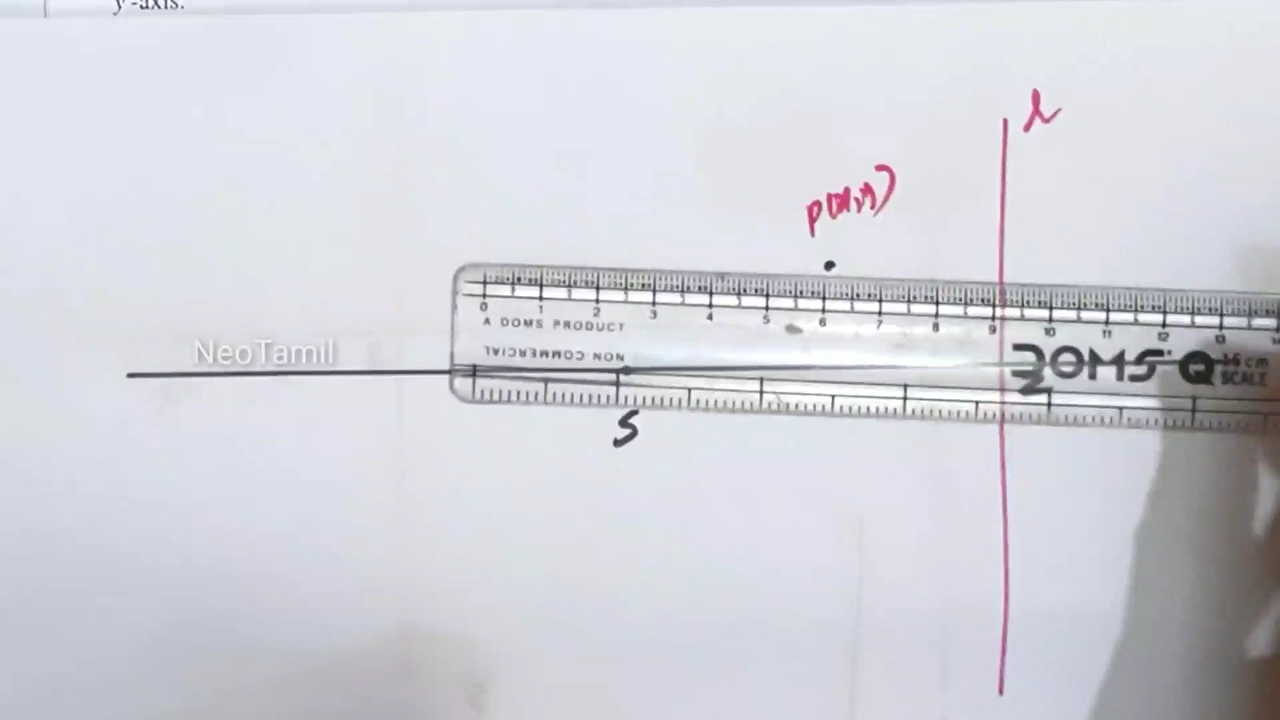 y-axis.
l
P(x,y)
0 1 2 3 4 5 6 7 8 9 10 11 12 13 14
A DOMS PRODUCT
NON COMMERCIAL
DOMS Q 15 cm
SCALE
NeoTamil
S